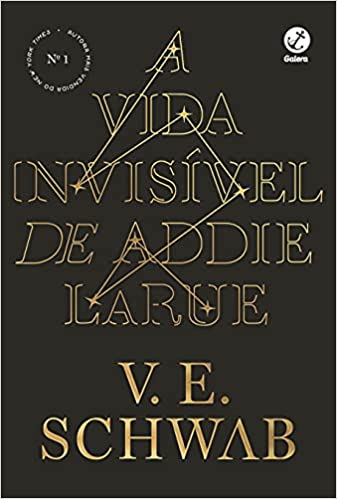 Nº 1
AUTORA MAIS VENDIDA DO NEW YORK TIMES •
Galera
A
VIDA
INVISÍVEL
DE ADDIE
LARUE
V. E.
SCHWAB